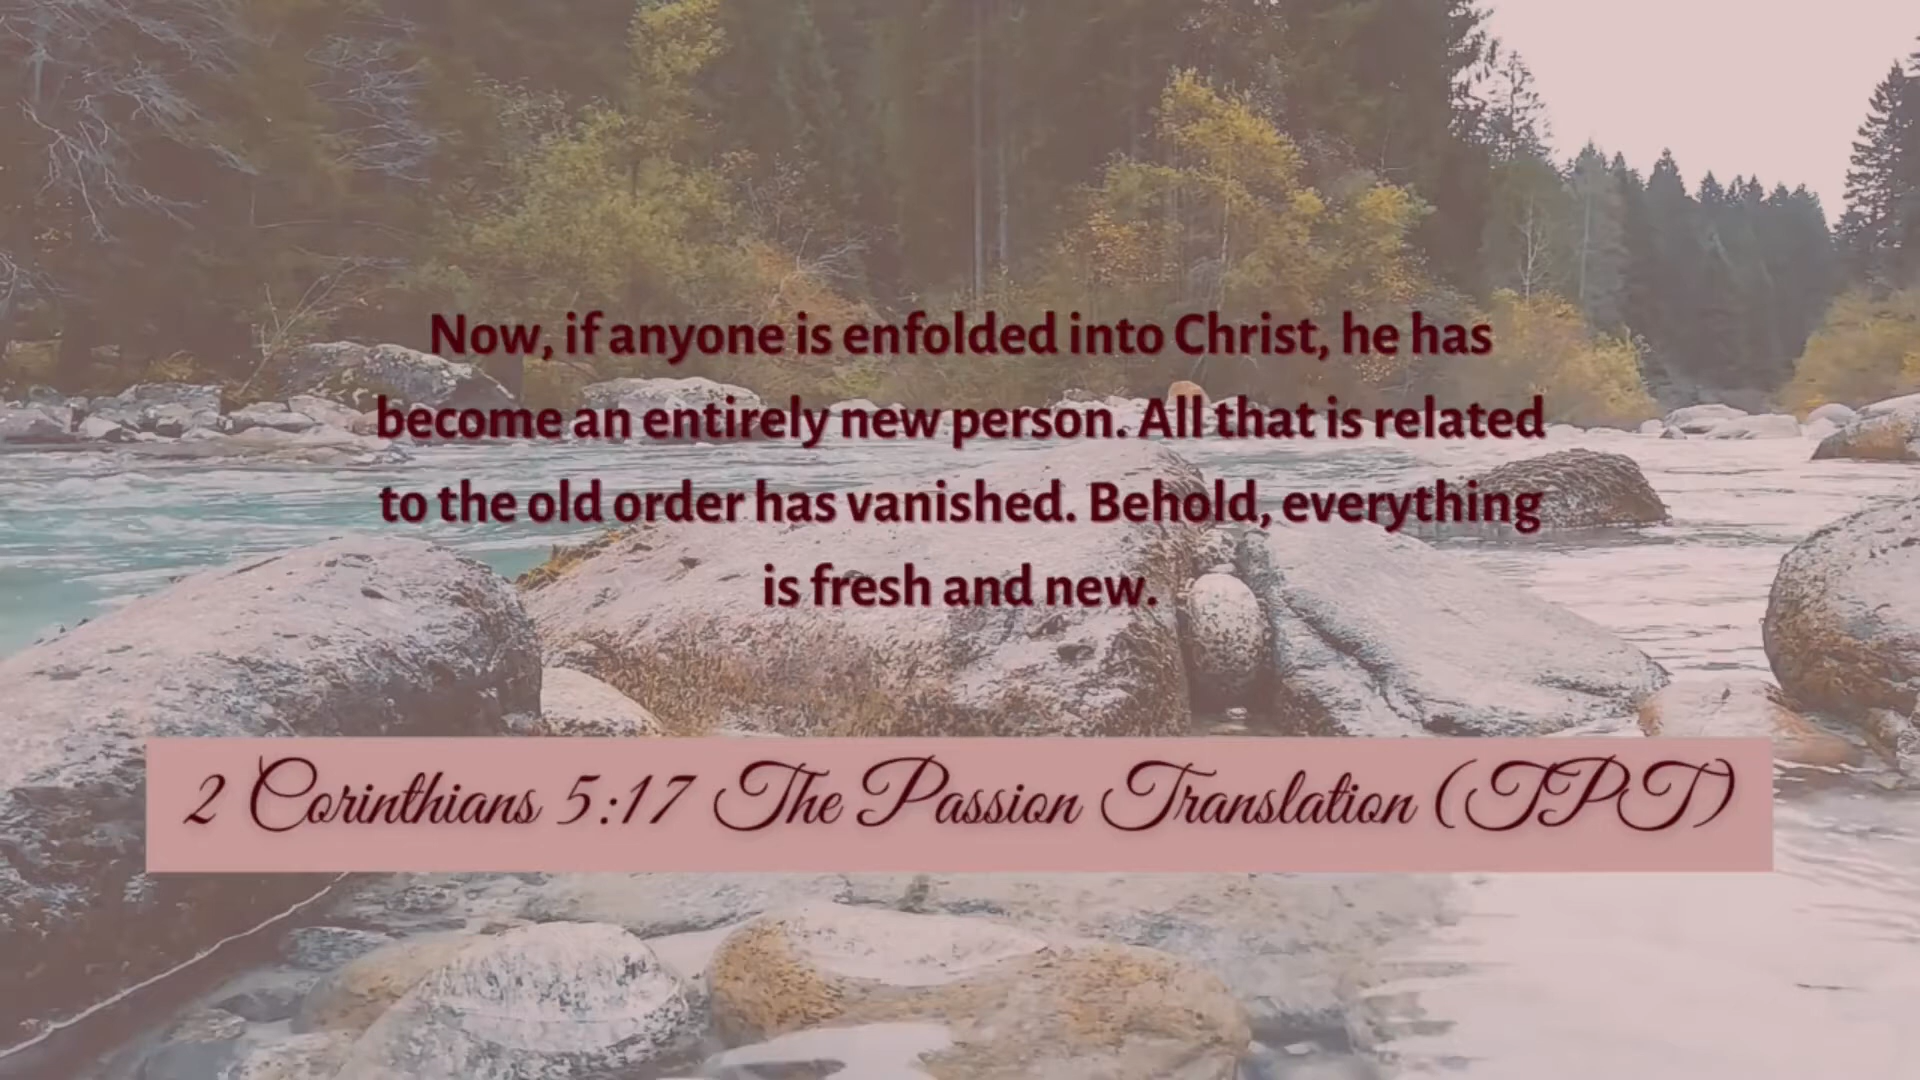 Now, if anyone is enfolded into Christ, he has
become an entirely new person. All that is related
to the old order has vanished. Behold, everything
is fresh and new.
2 Corinthians 5:17 The Passion Translation (TPT)